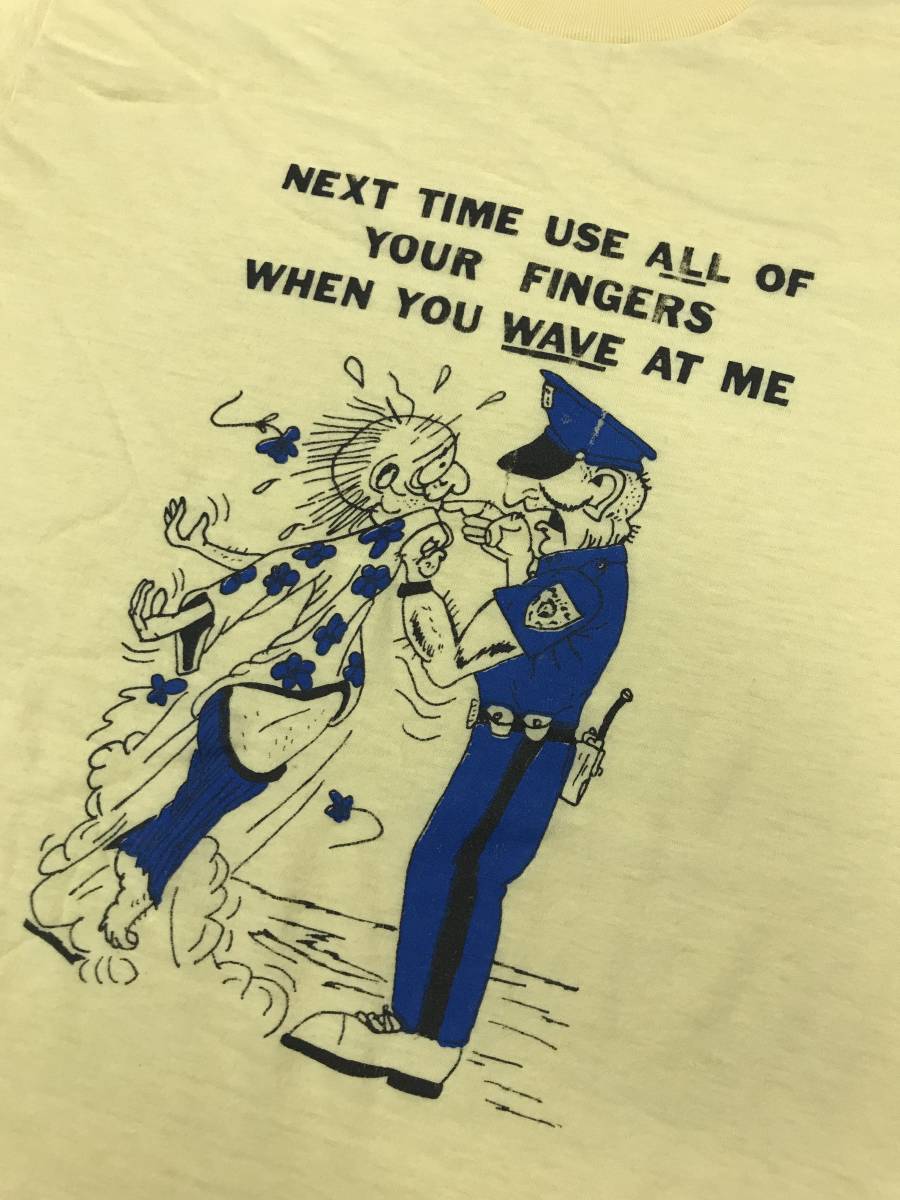 NEXT TIME USE ALL OF
YOUR FINGERS
WHEN YOU WAVE AT ME